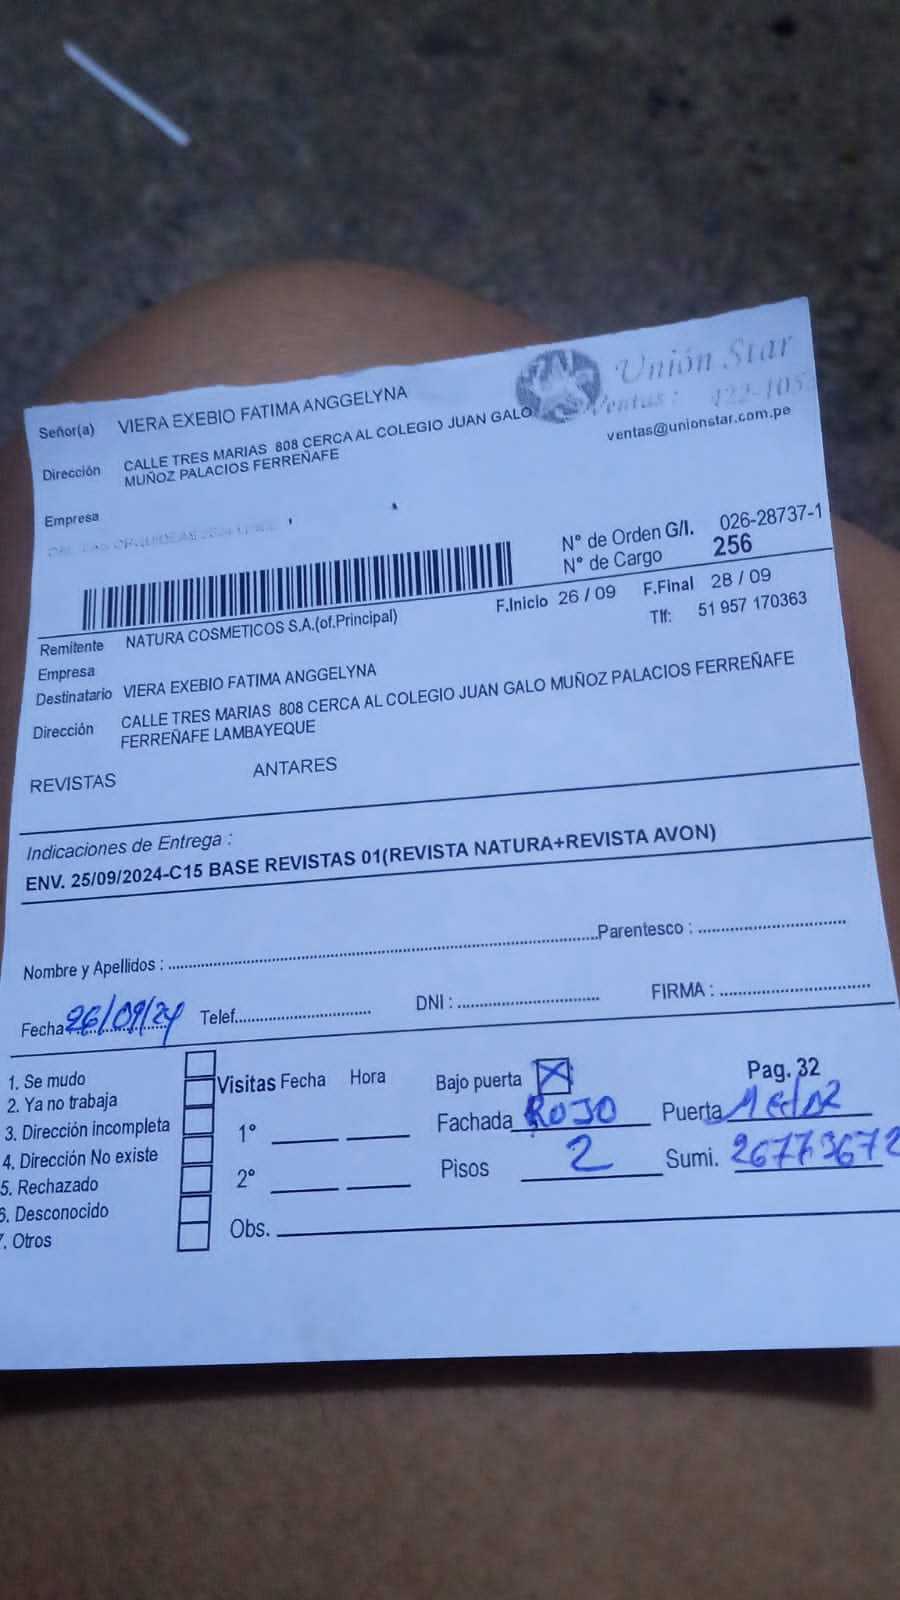 Unión Star
Ventas : 422-105
ventas@unionstar.com.pe
Señor(a) VIERA EXEBIO FATIMA ANGGELYNA
Dirección CALLE TRES MARIAS 808 CERCA AL COLEGIO JUAN GALO
MUÑOZ PALACIOS FERREÑAFE
Empresa
N° de Orden G/I. 026-28737-1
N° de Cargo 256
F.Inicio 26 / 09 F.Final 28 / 09
Remitente NATURA COSMETICOS S.A.(of.Principal) Tlf: 51 957 170363
Empresa
Destinatario VIERA EXEBIO FATIMA ANGGELYNA
Dirección CALLE TRES MARIAS 808 CERCA AL COLEGIO JUAN GALO MUÑOZ PALACIOS FERREÑAFE
FERREÑAFE LAMBAYEQUE
REVISTAS ANTARES
Indicaciones de Entrega :
ENV. 25/09/2024-C15 BASE REVISTAS 01(REVISTA NATURA+REVISTA AVON)
Nombre y Apellidos : Parentesco :
Fecha 26/09/24 Telef. DNI : FIRMA :
1. Se mudo
2. Ya no trabaja
3. Dirección incompleta
4. Dirección No existe
5. Rechazado
6. Desconocido
7. Otros
Visitas Fecha Hora
1°
2°
Obs.
Bajo puerta X Pag. 32
Fachada ROJO Puerta
Pisos 2 Sumi. 26773672